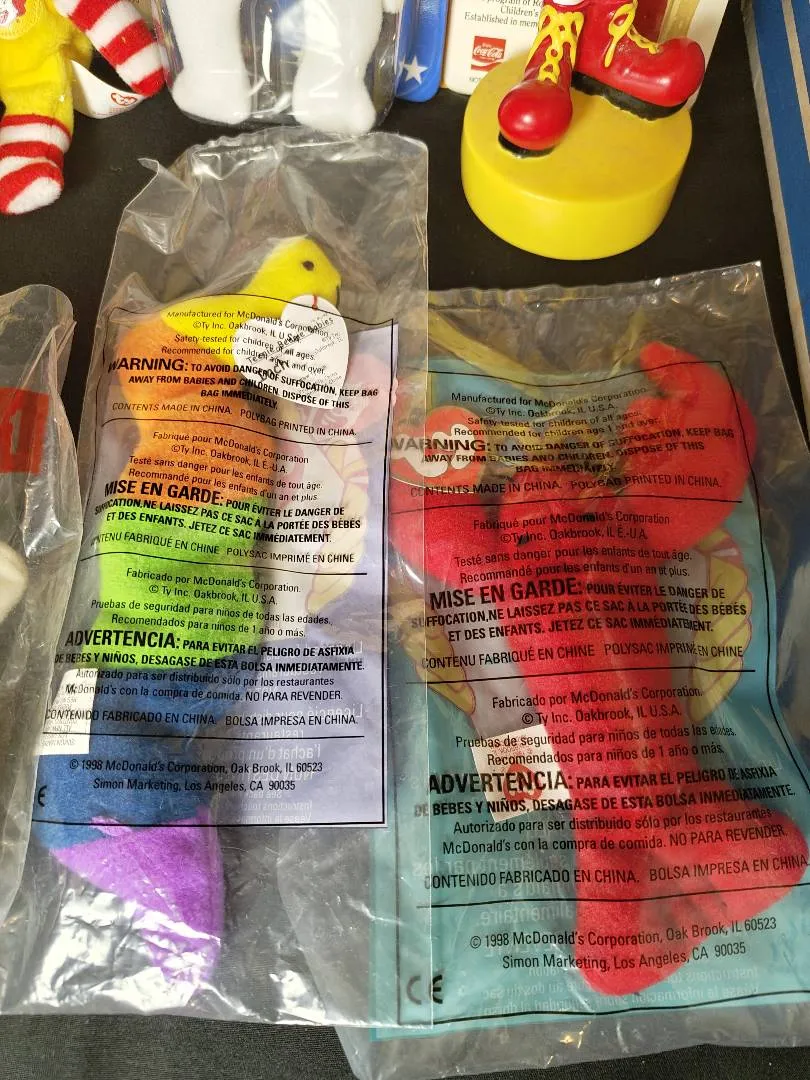 program of Ro
Children's
Established in mem
Enjoy
Coca-Cola
Manufactured for McDonald's Corporation.
©Ty Inc. Oakbrook, IL U.S.A.
Safety-tested for children of all ages.
Recommended for children age 1 and over.
WARNING: TO AVOID DANGER OF SUFFOCATION, KEEP BAG
AWAY FROM BABIES AND CHILDREN. DISPOSE OF THIS
BAG IMMEDIATELY.
CONTENTS MADE IN CHINA. POLYBAG PRINTED IN CHINA.
Fabriqué pour McDonald's Corporation
©Ty Inc. Oakbrook, IL É.-U.A.
Testé sans danger pour les enfants de tout âge.
Recommandé pour les enfants d'un an et plus.
MISE EN GARDE: POUR ÉVITER LE DANGER DE
SUFFOCATION,NE LAISSEZ PAS CE SAC À LA PORTÉE DES BÉBÉS
ET DES ENFANTS. JETEZ CE SAC IMMÉDIATEMENT.
CONTENU FABRIQUÉ EN CHINE POLYSAC IMPRIMÉ EN CHINE
Fabricado por McDonald's Corporation.
© Ty Inc. Oakbrook, IL U.S.A.
Pruebas de seguridad para niños de todas las edades.
Recomendados para niños de 1 año o más.
ADVERTENCIA: PARA EVITAR EL PELIGRO DE ASFIXIA
DE BEBES Y NIÑOS, DESAGASE DE ESTA BOLSA INMEDIATAMENTE.
Autorizado para ser distribuido sólo por los restaurantes
McDonald's con la compra de comida. NO PARA REVENDER.
CONTENIDO FABRICADO EN CHINA. BOLSA IMPRESA EN CHINA.
© 1998 McDonald's Corporation, Oak Brook, IL 60523
Simon Marketing, Los Angeles, CA 90035
CE
Manufactured for McDonald's Corporation.
©Ty Inc. Oakbrook, IL U.S.A.
Safety-tested for children of all ages.
Recommended for children age 1 and over.
WARNING: TO AVOID DANGER OF SUFFOCATION, KEEP BAG
AWAY FROM BABIES AND CHILDREN. DISPOSE OF THIS
BAG IMMEDIATELY.
CONTENTS MADE IN CHINA. POLYBAG PRINTED IN CHINA.
Fabriqué pour McDonald's Corporation
©Ty Inc. Oakbrook, IL É.-U.A.
Testé sans danger pour les enfants de tout âge.
Recommandé pour les enfants d'un an et plus.
MISE EN GARDE: POUR ÉVITER LE DANGER DE
SUFFOCATION,NE LAISSEZ PAS CE SAC À LA PORTÉE DES BÉBÉS
ET DES ENFANTS. JETEZ CE SAC IMMÉDIATEMENT.
CONTENU FABRIQUÉ EN CHINE POLYSAC IMPRIMÉ EN CHINE
Fabricado por McDonald's Corporation.
©Ty Inc. Oakbrook, IL U.S.A.
Pruebas de seguridad para niños de todas las edades.
Recomendados para niños de 1 año o más.
ADVERTENCIA: PARA EVITAR EL PELIGRO DE ASFIXIA
DE BEBES Y NIÑOS, DESAGASE DE ESTA BOLSA INMEDIATAMENTE.
Autorizado para ser distribuido sólo por los restaurantes
McDonald's con la compra de comida. NO PARA REVENDER.
CONTENIDO FABRICADO EN CHINA. BOLSA IMPRESA EN CHINA.
© 1998 McDonald's Corporation, Oak Brook, IL 60523
Simon Marketing, Los Angeles, CA 90035
CE